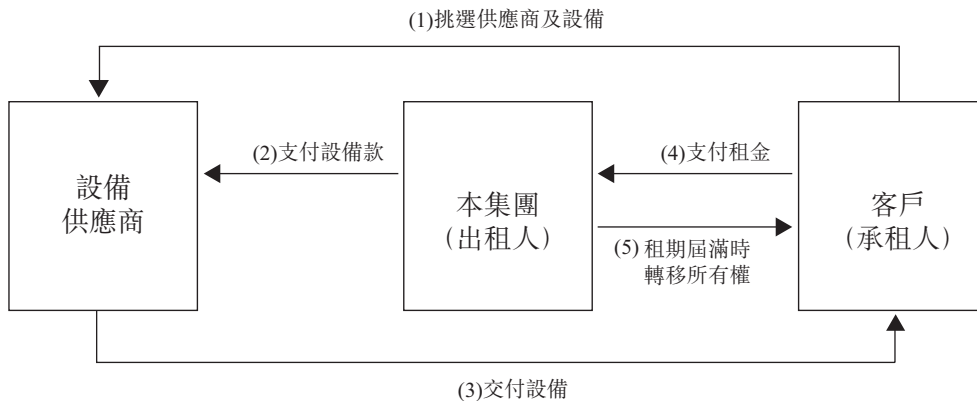 (1)挑選供應商及設備
設備
供應商
(2)支付設備款
本集團
(出租人)
(4)支付租金
(5) 租期屆滿時
轉移所有權
客戶
(承租人)
(3)交付設備